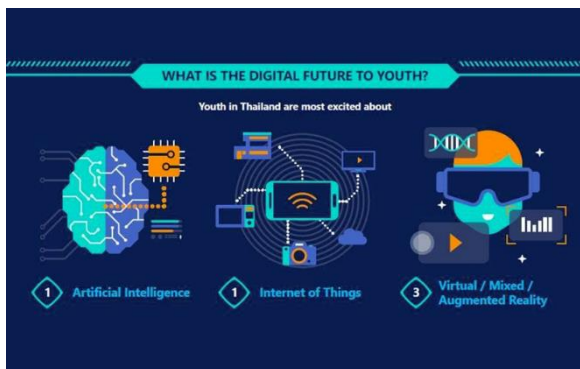 WHAT IS THE DIGITAL FUTURE TO YOUTH?
Youth in Thailand are most excited about
1 Artificial Intelligence
1 Internet of Things
3 Virtual / Mixed /
Augmented Reality